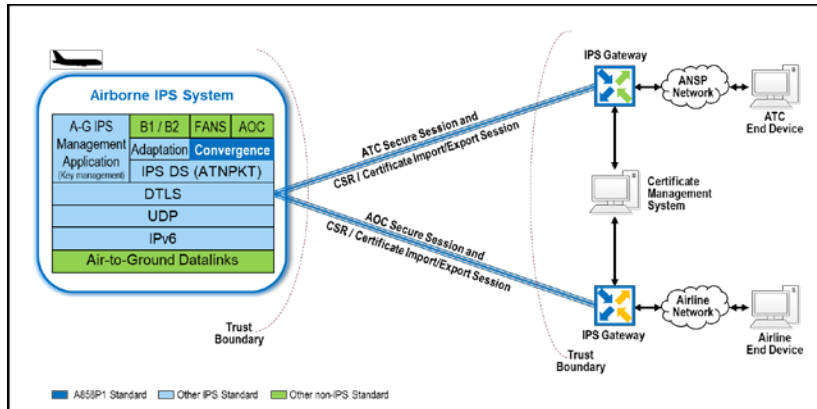 IPS Gateway
Airborne IPS System
A-G IPS
Management
Application
(Key management)
B1 / B2
FANS
AOC
Adaptation
Convergence
IPS DS (ATNPKT)
DTLS
UDP
IPv6
Air-to-Ground Datalinks
ATC Secure Session and
CSR / Certificate Import/Export Session
AOC Secure Session and
CSR / Certificate Import/Export Session
ANSP
Network
ATC
End Device
Certificate
Management
System
Airline
Network
Airline
End Device
IPS Gateway
Trust
Boundary
Trust
Boundary
A858P1 Standard
Other IPS Standard
Other non-IPS Standard